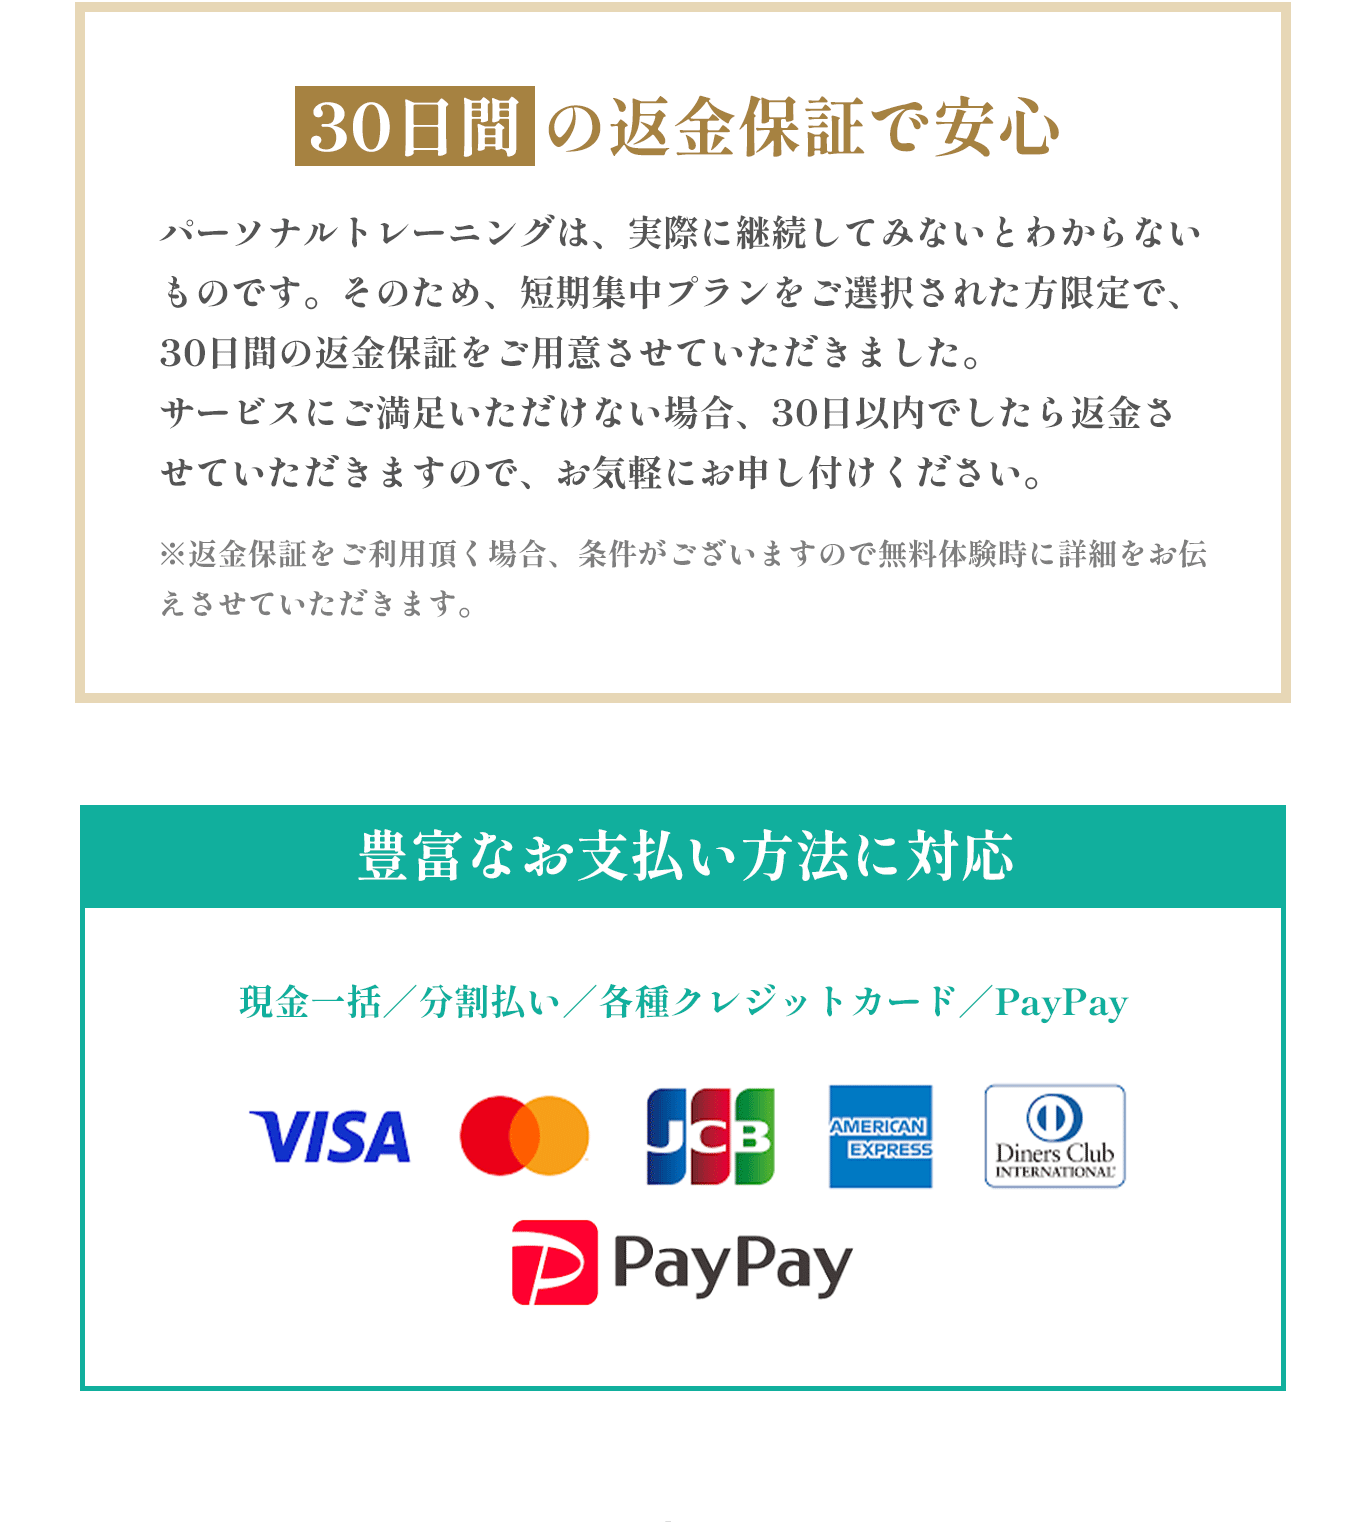 30日間の返金保証で安心
パーソナルトレーニングは、実際に継続してみないとわからない
ものです。そのため、短期集中プランをご選択された方限定で、
30日間の返金保証をご用意させていただきました。
サービスにご満足いただけない場合、30日以内でしたら返金さ
せていただきますので、お気軽にお申し付けください。
※返金保証をご利用頂く場合、条件がございますので無料体験時に詳細をお伝
えさせていただきます。
豊富なお支払い方法に対応
現金一括／分割払い／各種クレジットカード／PayPay
VISA
JCB
AMERICAN
EXPRESS
Diners Club
INTERNATIONAL
PayPay